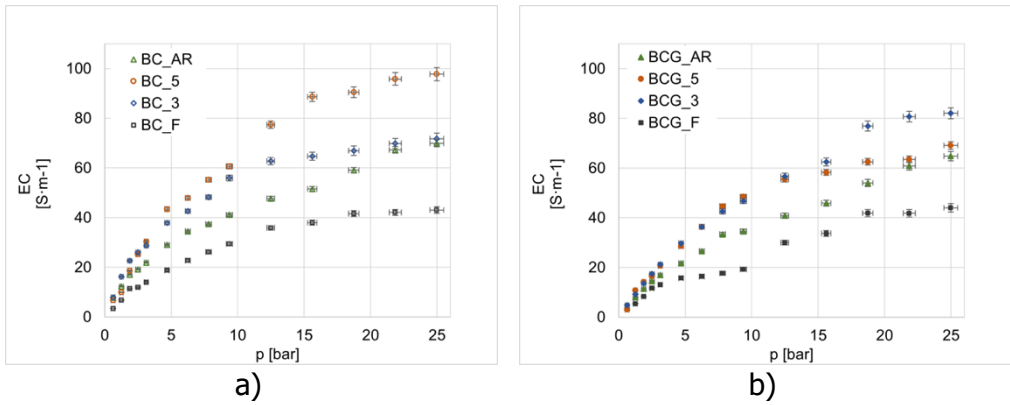 100
80
60
40
20
0
EC
[S·m-1]
BC_AR
BC_5
BC_3
BC_F
0 5 10 15 20 25
p [bar]
a)
100
80
60
40
20
0
EC
[S·m-1]
BCG_AR
BCG_5
BCG_3
BCG_F
0 5 10 15 20 25
p [bar]
b)